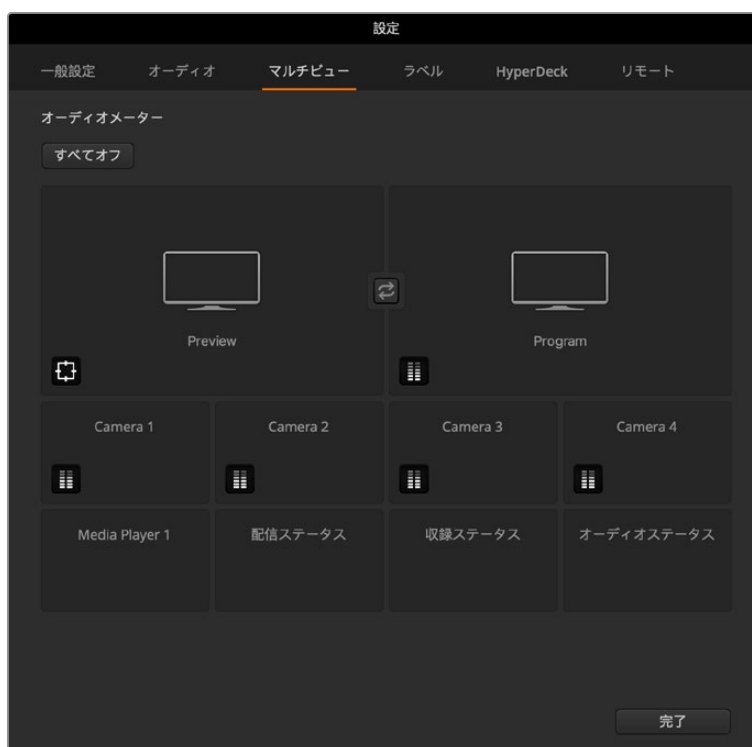 設定
一般設定 オーディオ マルチビュー ラベル HyperDeck リモート
オーディオメーター
すべてオフ
Preview Program
Camera 1 Camera 2 Camera 3 Camera 4
Media Player 1 配信ステータス 収録ステータス オーディオステータス
完了